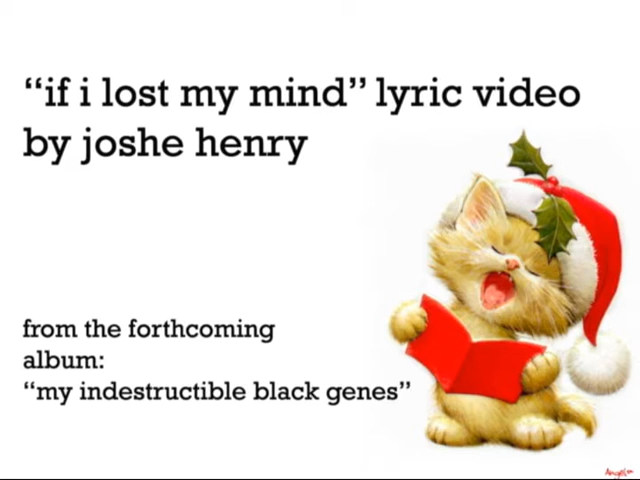 “if i lost my mind” lyric video
by joshe henry
from the forthcoming
album:
“my indestructible black genes”